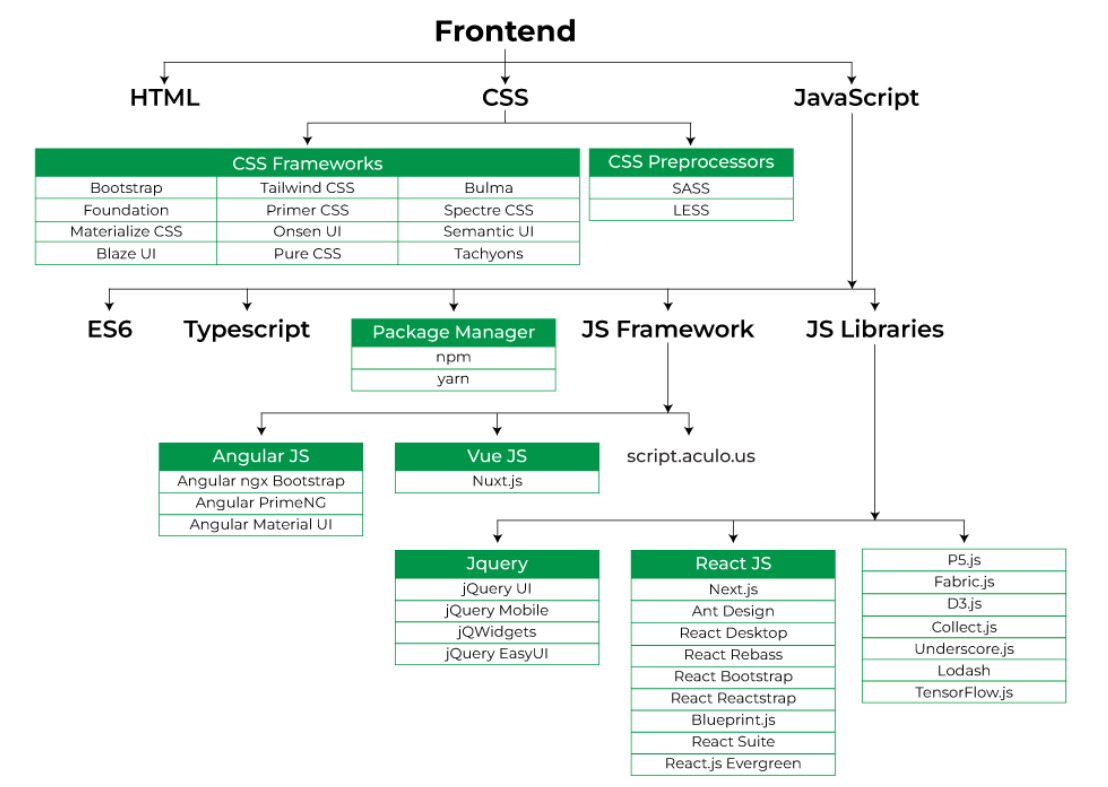 Frontend
HTML
CSS
JavaScript
CSS Frameworks
Bootstrap
Tailwind CSS
Bulma
Foundation
Primer CSS
Spectre CSS
Materialize CSS
Onsen UI
Semantic UI
Blaze UI
Pure CSS
Tachyons
CSS Preprocessors
SASS
LESS
ES6
Typescript
Package Manager
npm
yarn
JS Framework
JS Libraries
Angular JS
Angular ngx Bootstrap
Angular PrimeNG
Angular Material UI
Vue JS
Nuxt.js
script.aculo.us
Jquery
jQuery UI
jQuery Mobile
jQWidgets
jQuery EasyUI
React JS
Next.js
Ant Design
React Desktop
React Rebass
React Bootstrap
React Reactstrap
Blueprint.js
React Suite
React.js Evergreen
P5.js
Fabric.js
D3.js
Collect.js
Underscore.js
Lodash
TensorFlow.js